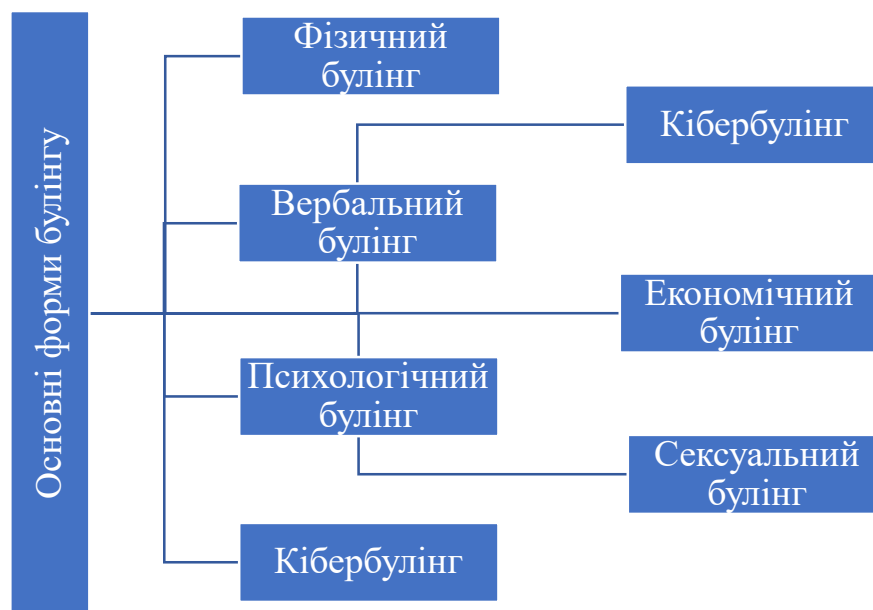 Основні форми булінгу
Фізичний
булінг
Вербальний
булінг
Психологічний
булінг
Кібербулінг
Кібербулінг
Економічний
булінг
Сексуальний
булінг